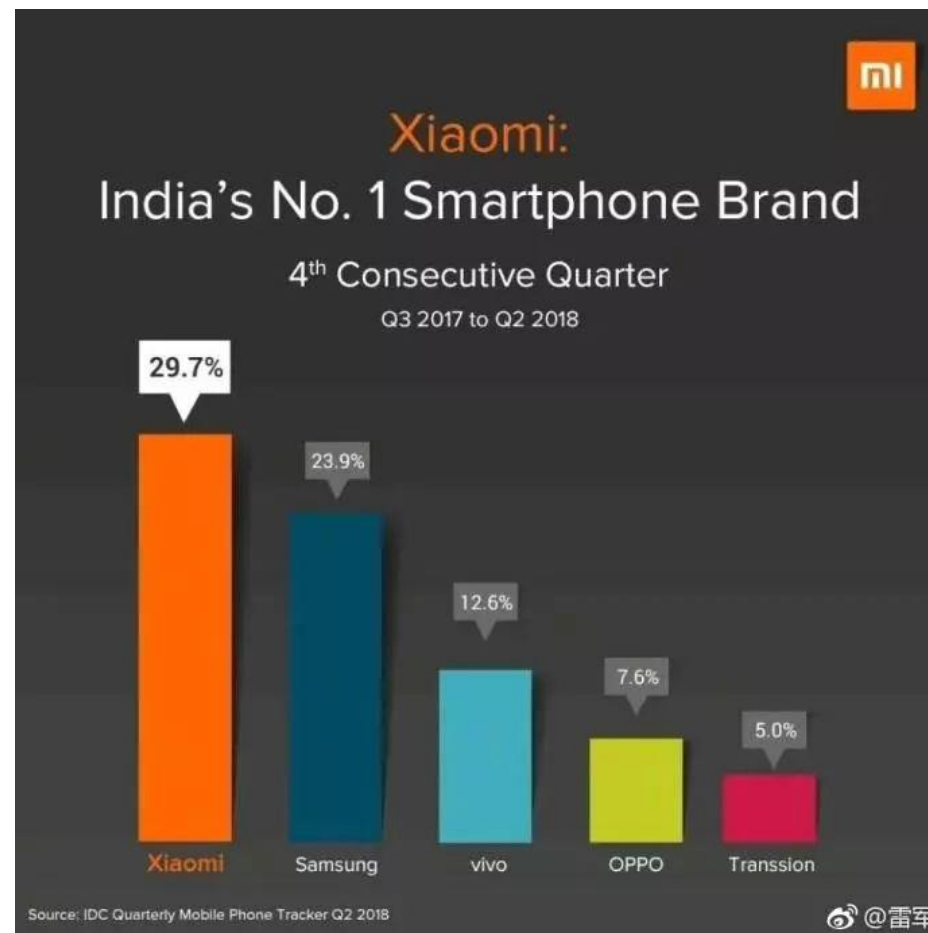 mi
Xiaomi:
India's No. 1 Smartphone Brand
4th Consecutive Quarter
Q3 2017 to Q2 2018
29.7%
23.9%
12.6%
7.6%
5.0%
Xiaomi
Samsung
vivo
OPPO
Transsion
Source: IDC Quarterly Mobile Phone Tracker Q2 2018
@雷军